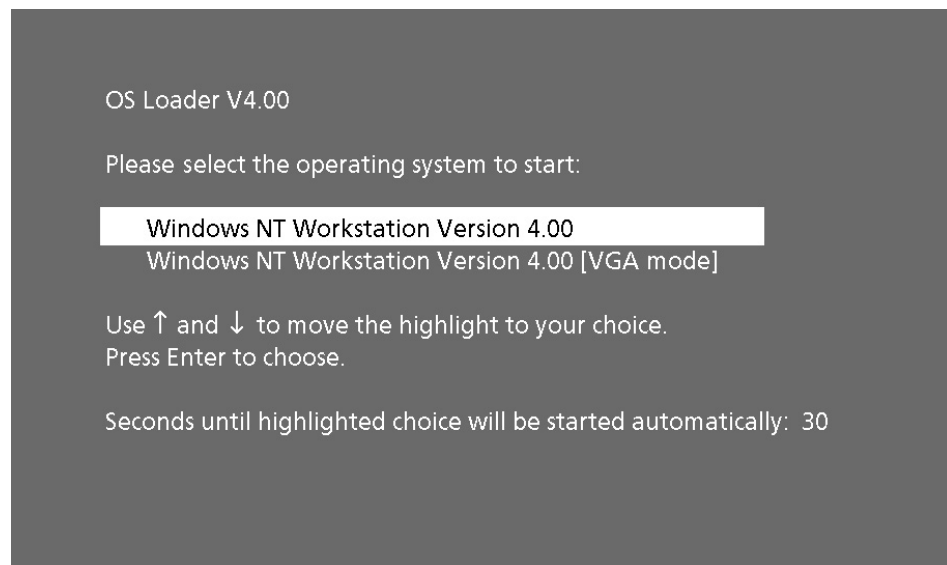 OS Loader V4.00
Please select the operating system to start:
Windows NT Workstation Version 4.00
Windows NT Workstation Version 4.00 [VGA mode]
Use ↑ and ↓ to move the highlight to your choice.
Press Enter to choose.
Seconds until highlighted choice will be started automatically: 30